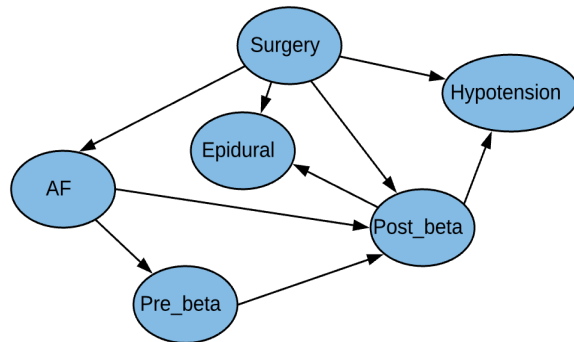 Surgery
Hypotension
Epidural
AF
Post_beta
Pre_beta